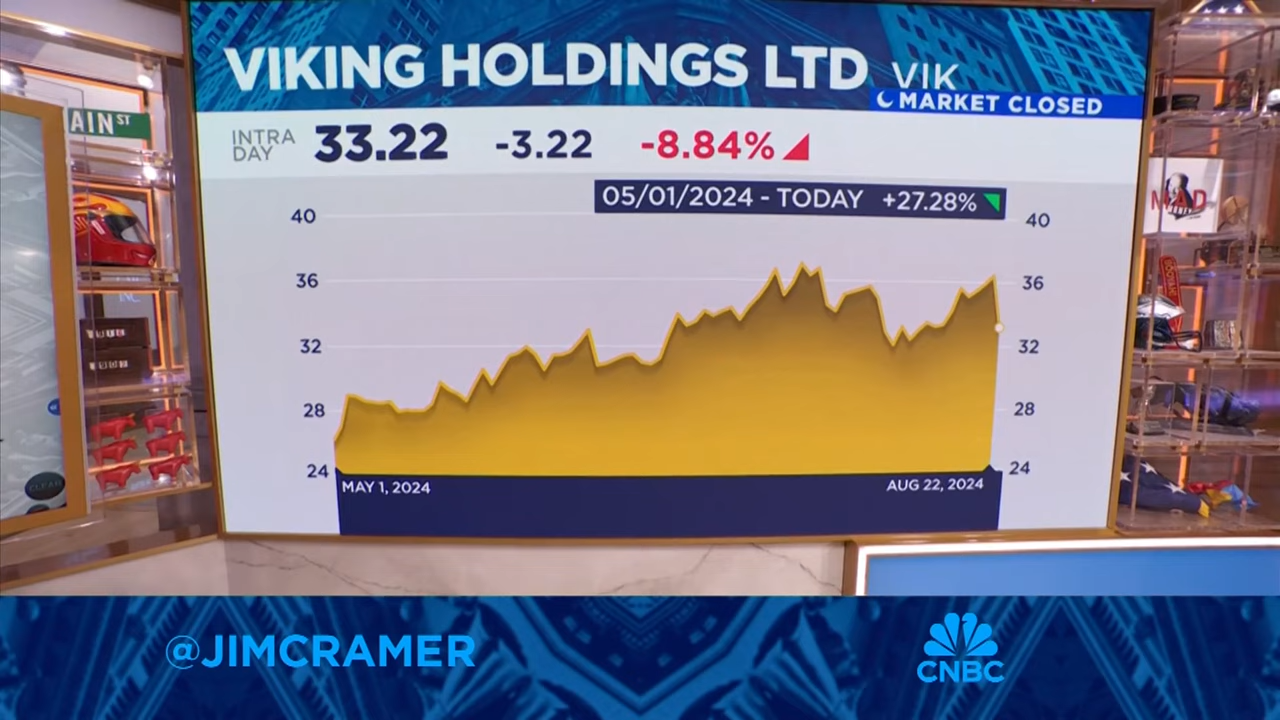 VIKING HOLDINGS LTD VIK
MARKET CLOSED
INTRA DAY 33.22 -3.22 -8.84%
05/01/2024 - TODAY +27.28%
40 40
36 36
32 32
28 28
24 24
MAY 1, 2024 AUG 22, 2024
AIN ST
MAD
CLEAR
@JIMCRAMER
CNBC